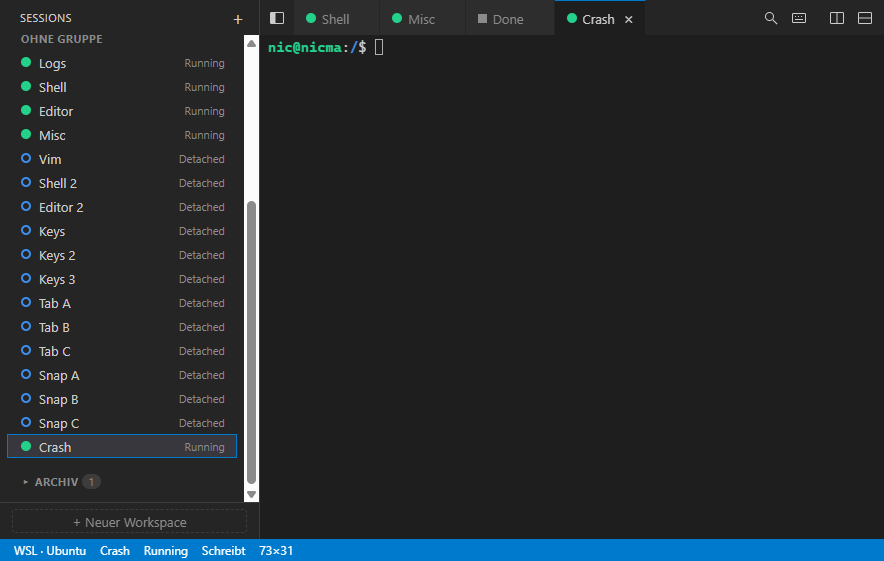 SESSIONS +
Shell Misc Done Crash ×
OHNE GRUPPE
nic@nicma:/$
Logs Running
Shell Running
Editor Running
Misc Running
Vim Detached
Shell 2 Detached
Editor 2 Detached
Keys Detached
Keys 2 Detached
Keys 3 Detached
Tab A Detached
Tab B Detached
Tab C Detached
Snap A Detached
Snap B Detached
Snap C Detached
Crash Running
ARCHIV 1
+ Neuer Workspace
WSL · Ubuntu Crash Running Schreibt 73×31